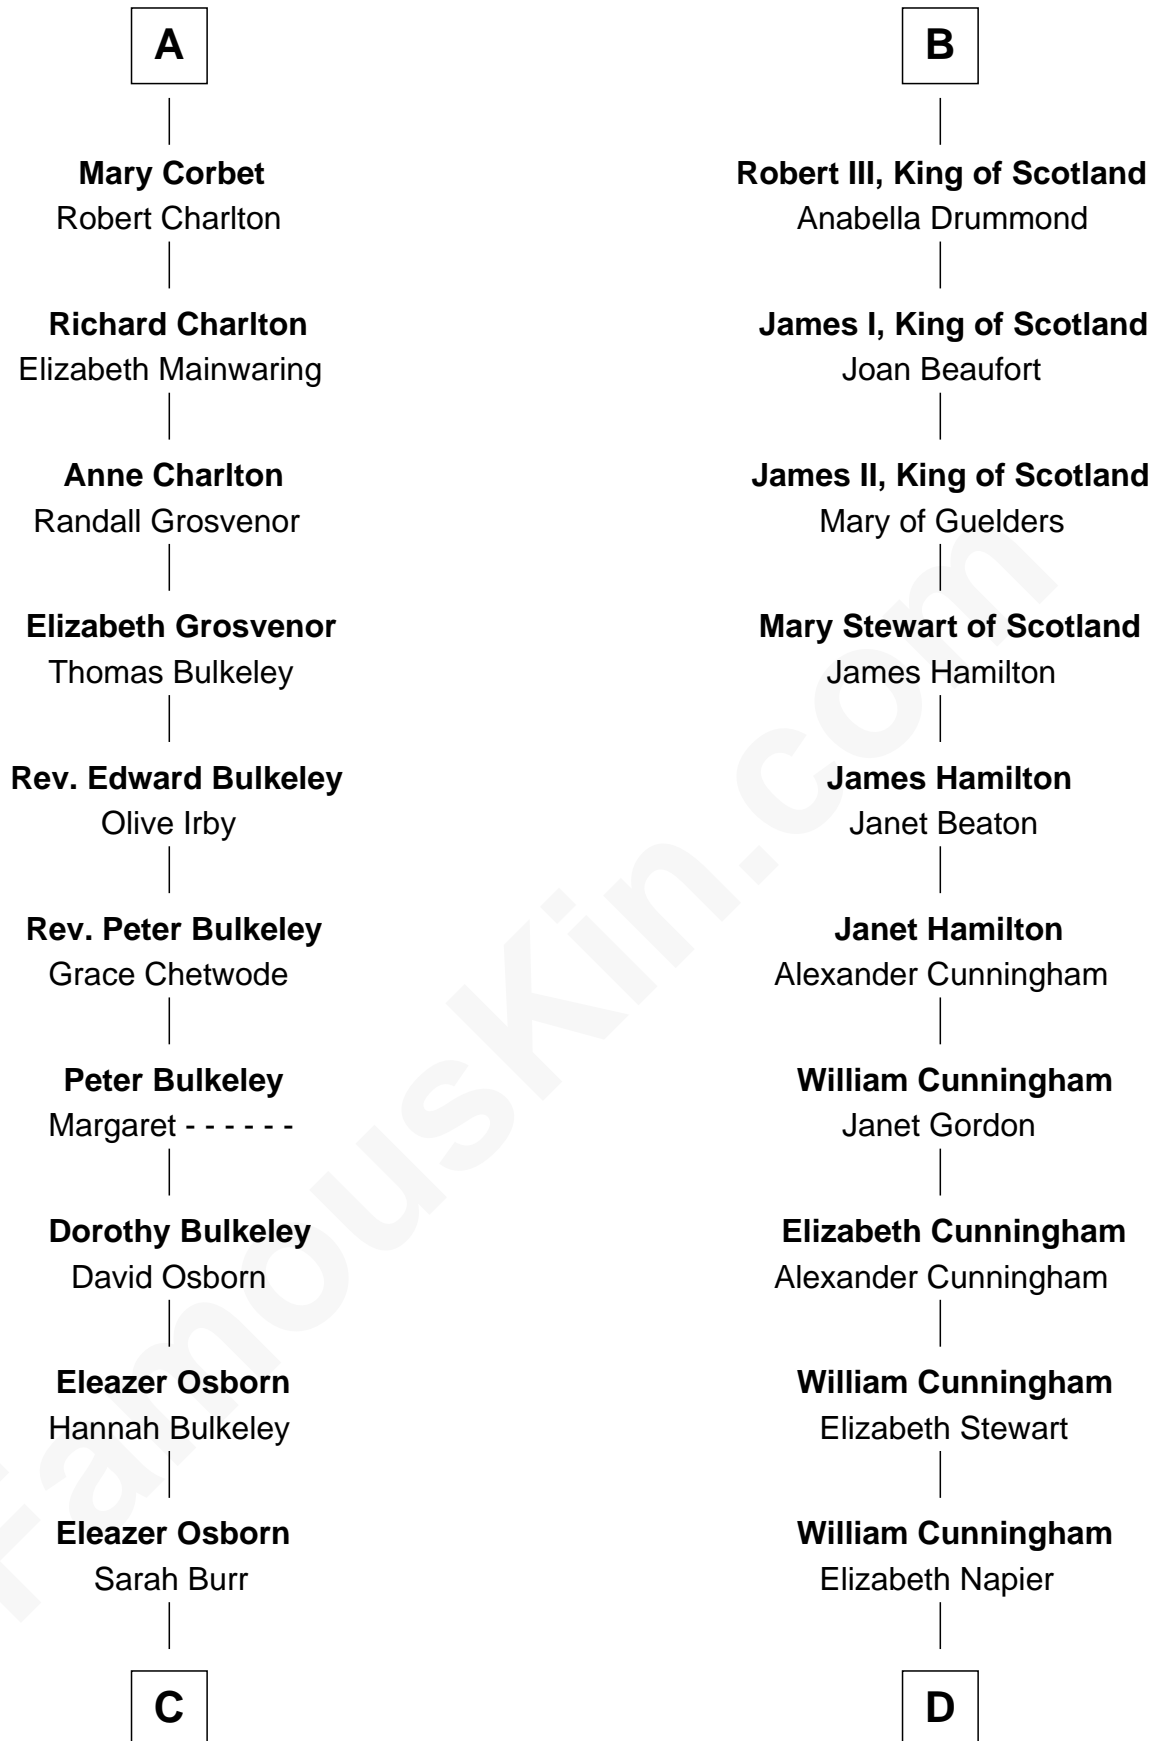 A
Mary Corbet
Robert Charlton
Richard Charlton
Elizabeth Mainwaring
Anne Charlton
Randall Grosvenor
Elizabeth Grosvenor
Thomas Bulkeley
Rev. Edward Bulkeley
Olive Irby
Rev. Peter Bulkeley
Grace Chetwode
Peter Bulkeley
Margaret - - - - - -
Dorothy Bulkeley
David Osborn
Eleazer Osborn
Hannah Bulkeley
Eleazer Osborn
Sarah Burr
C
B
Robert III, King of Scotland
Anabella Drummond
James I, King of Scotland
Joan Beaufort
James II, King of Scotland
Mary of Guelders
Mary Stewart of Scotland
James Hamilton
James Hamilton
Janet Beaton
Janet Hamilton
Alexander Cunningham
William Cunningham
Janet Gordon
Elizabeth Cunningham
Alexander Cunningham
William Cunningham
Elizabeth Stewart
William Cunningham
Elizabeth Napier
D
FamousKin.com